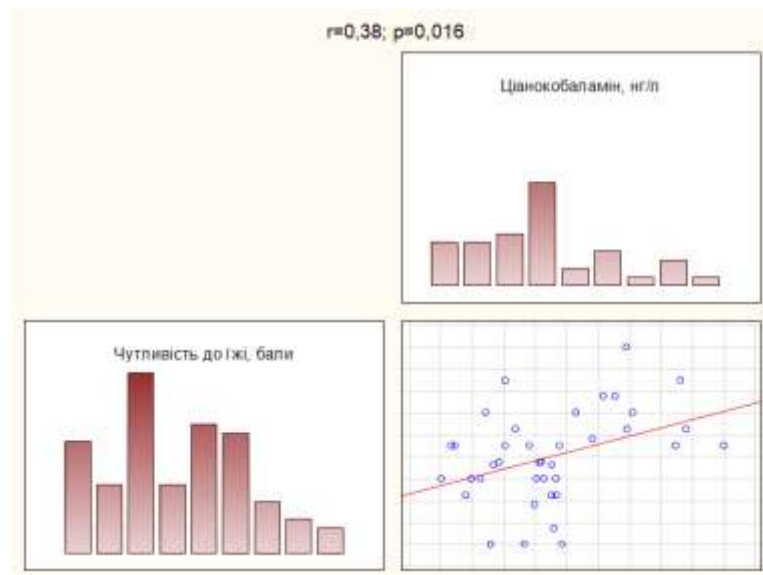 r=0,38; p=0,016
Ціанокобаламін, нг/л
Чутливість до їжі, бали